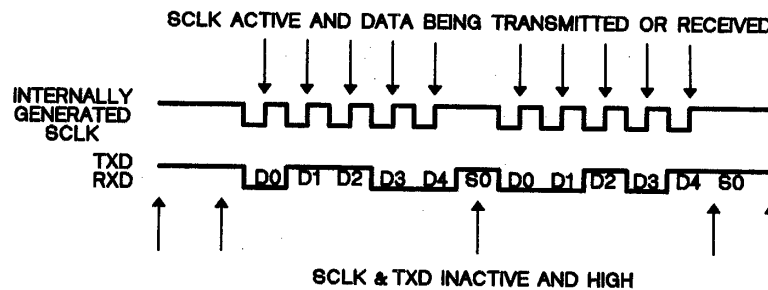 SCLK ACTIVE AND DATA BEING TRANSMITTED OR RECEIVED
INTERNALLY
GENERATED
SCLK
TXD
RXD
D0 D1 D2 D3 D4 S0 D0 D1 D2 D3 D4 S0
SCLK & TXD INACTIVE AND HIGH